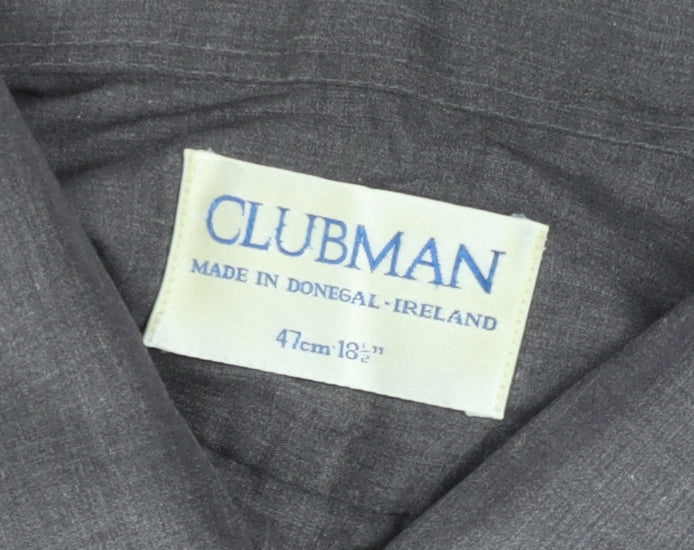 CLUBMAN
MADE IN DONEGAL·IRELAND
47cm·18½”